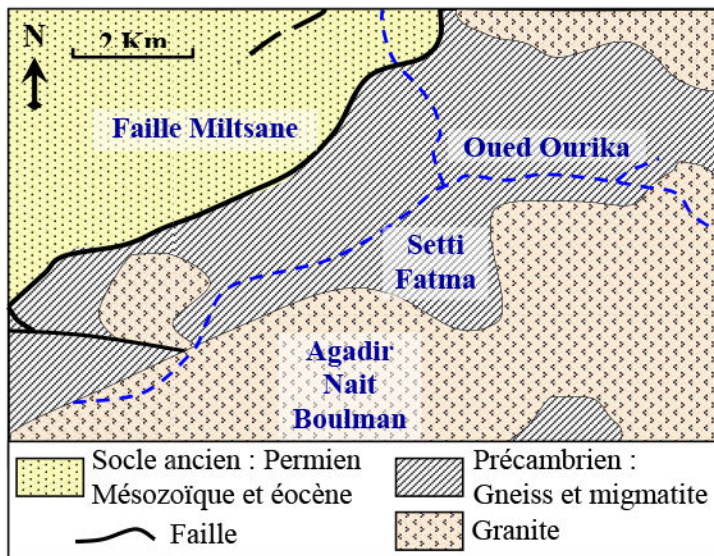 N
2 Km
Faille Miltsane
Oued Ourika
Setti
Fatma
Agadir
Nait
Boulman
Socle ancien : Permien
Mésozoïque et éocène
Faille
Précambrien :
Gneiss et migmatite
Granite